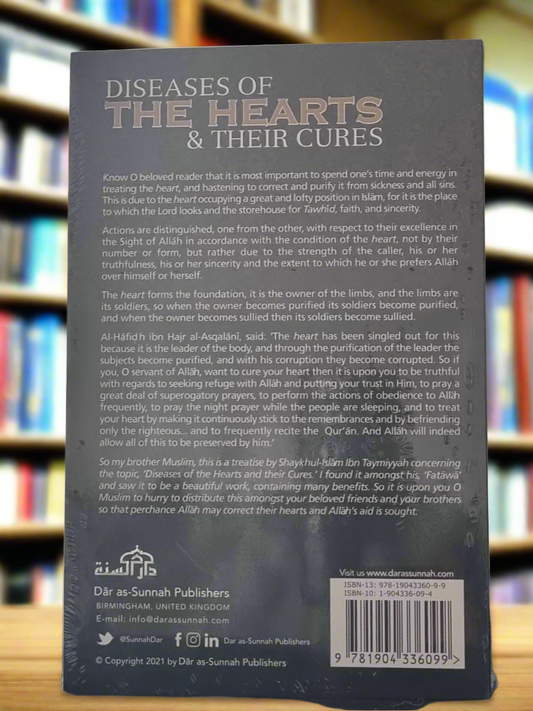 DISEASES OF
THE HEARTS
& THEIR CURES
Know O beloved reader that it is most important to spend one's time and energy in
treating the heart, and hastening to correct and purify it from sickness and all sins.
This is due to the heart occupying a great and lofty position in Islām, for it is the place
to which the Lord looks and the storehouse for Tawhīd, faith, and sincerity.
Actions are distinguished, one from the other, with respect to their excellence in
the Sight of Allāh in accordance with the condition of the heart, not by their
number or form, but rather due to the strength of the caller, his or her
truthfulness, his or her sincerity and the extent to which he or she prefers Allāh
over himself or herself.
The heart forms the foundation, it is the owner of the limbs, and the limbs are
its soldiers, so when the owner becomes purified its soldiers become purified,
and when the owner becomes sullied then its soldiers become sullied.
Al-Hāfidh ibn Hajr al-Asqalānī, said: 'The heart has been singled out for this
because it is the leader of the body, and through the purification of the leader the
subjects become purified, and with his corruption they become corrupted. So if
you, O servant of Allāh, want to cure your heart then it is upon you to be truthful
with regards to seeking refuge with Allāh and putting your trust in Him, to pray a
great deal of superogatory prayers, to perform the actions of obedience to Allāh
frequently, to pray the night prayer while the people are sleeping, and to treat
your heart by making it continuously stick to the remembrances and by befriending
only the righteous... and to frequently recite the Qur'ān. And Allāh will indeed
allow all of this to be preserved by him.'
So my brother Muslim, this is a treatise by Shaykhul-Islām Ibn Taymiyyah concerning
the topic, 'Diseases of the Hearts and their Cures.' I found it amongst his, 'Fatāwā'
and saw it to be a beautiful work, containing many benefits. So it is upon you O
Muslim to hurry to distribute this amongst your beloved friends and your brothers
so that perchance Allāh may correct their hearts and Allāh's aid is sought.
دار السنة
Dār as-Sunnah Publishers
BIRMINGHAM, UNITED KINGDOM
E-mail: info@darassunnah.com
@SunnahDar f in Dar as-Sunnah Publishers
© Copyright 2021 by Dār as-Sunnah Publishers
Visit us www.darassunnah.com
ISBN-13: 978-19043360-9-9
ISBN-10: 1-904336-09-4
9 781904 336099 >